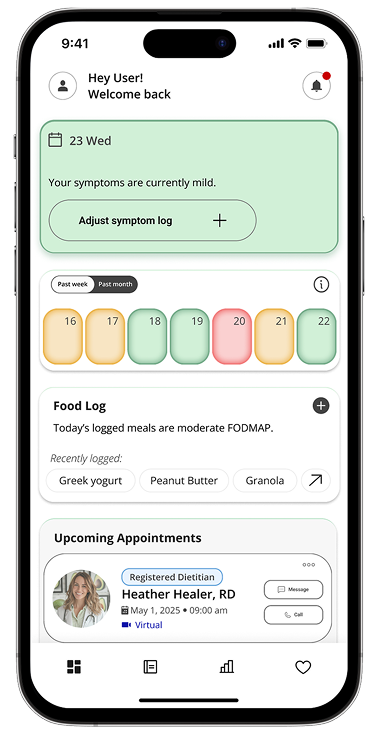 9:41
Hey User!
Welcome back
23 Wed
Your symptoms are currently mild.
Adjust symptom log
Past week Past month
16 17 18 19 20 21 22
Food Log
Today's logged meals are moderate FODMAP.
Recently logged:
Greek yogurt Peanut Butter Granola
Upcoming Appointments
Registered Dietitian
Heather Healer, RD
May 1, 2025 • 09:00 am
Virtual
Message
Call